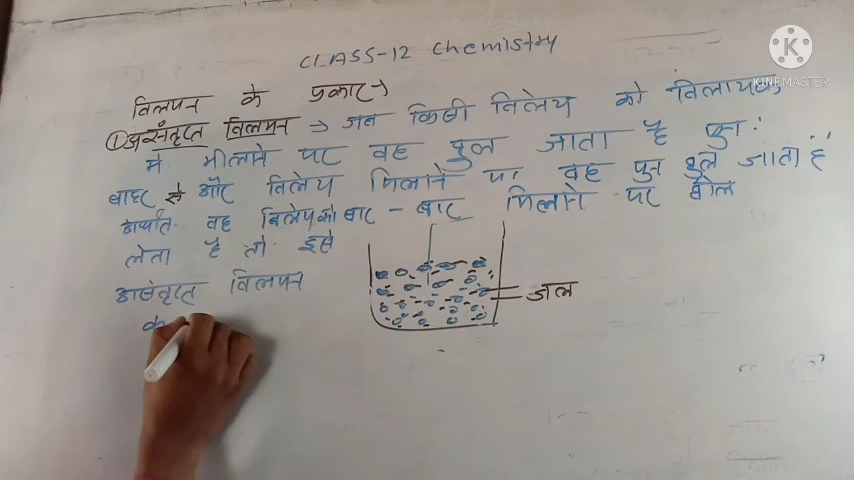 CLASS-12 Chemistry
विलयन के प्रकार→
① असंतृप्त विलयन → जब किसी विलेय को विलायक
मे मीलाने पर वह घुल जाता है पुन:
बाहर से और विलेय मिलाने पर वह पुन घुल जाता है
अर्थात वह विलेय को बार - बार मिलाने पर घोल
लेता है तो इसे
असंतृप्त विलयन
जल
K
KINEMASTER